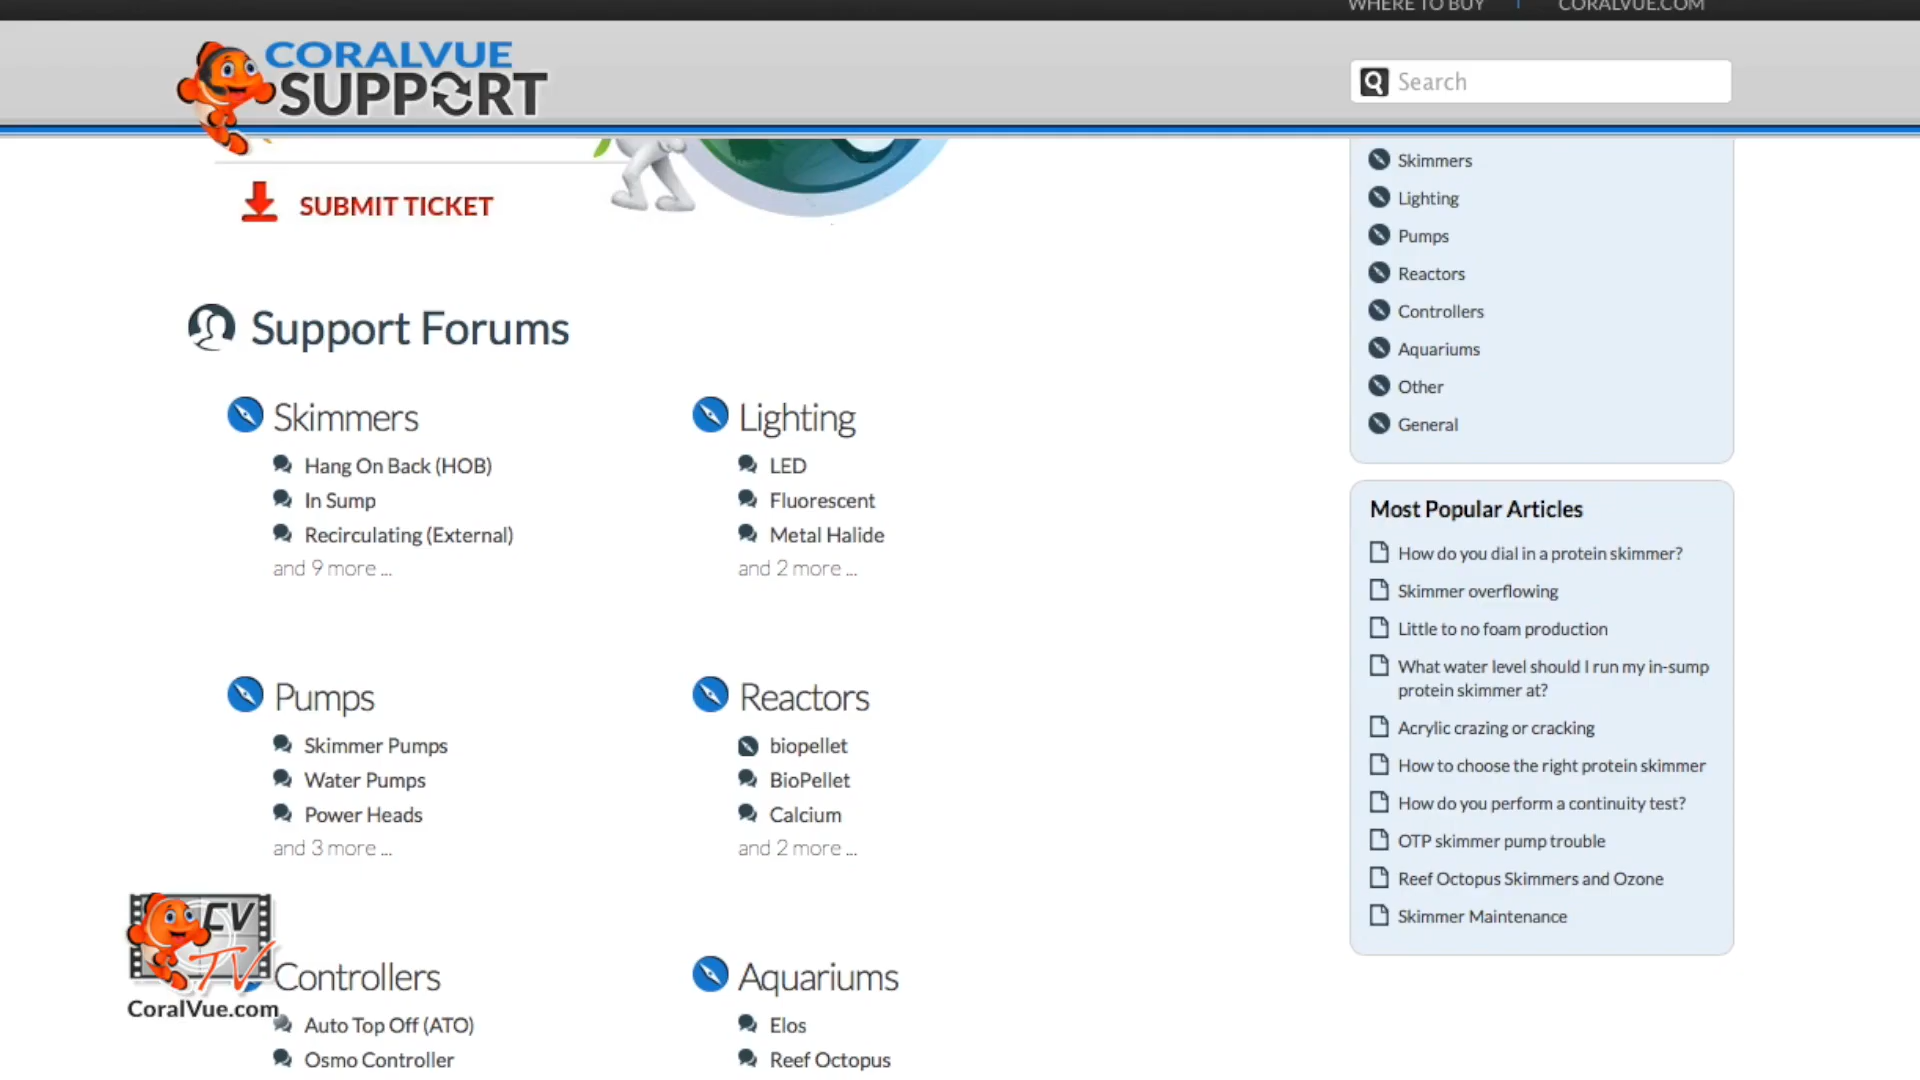 WHERE TO BUY
CORALVUE.COM
CORALVUE
SUPPORT
Search
SUBMIT TICKET
Support Forums
Skimmers
Hang On Back (HOB)
In Sump
Recirculating (External)
and 9 more ...
Lighting
LED
Fluorescent
Metal Halide
and 2 more ...
Pumps
Skimmer Pumps
Water Pumps
Power Heads
and 3 more ...
Reactors
biopellet
BioPellet
Calcium
and 2 more ...
Controllers
Auto Top Off (ATO)
Osmo Controller
Aquariums
Elos
Reef Octopus
CV
TV
CoralVue.com
Skimmers
Lighting
Pumps
Reactors
Controllers
Aquariums
Other
General
Most Popular Articles
How do you dial in a protein skimmer?
Skimmer overflowing
Little to no foam production
What water level should I run my in-sump
protein skimmer at?
Acrylic crazing or cracking
How to choose the right protein skimmer
How do you perform a continuity test?
OTP skimmer pump trouble
Reef Octopus Skimmers and Ozone
Skimmer Maintenance